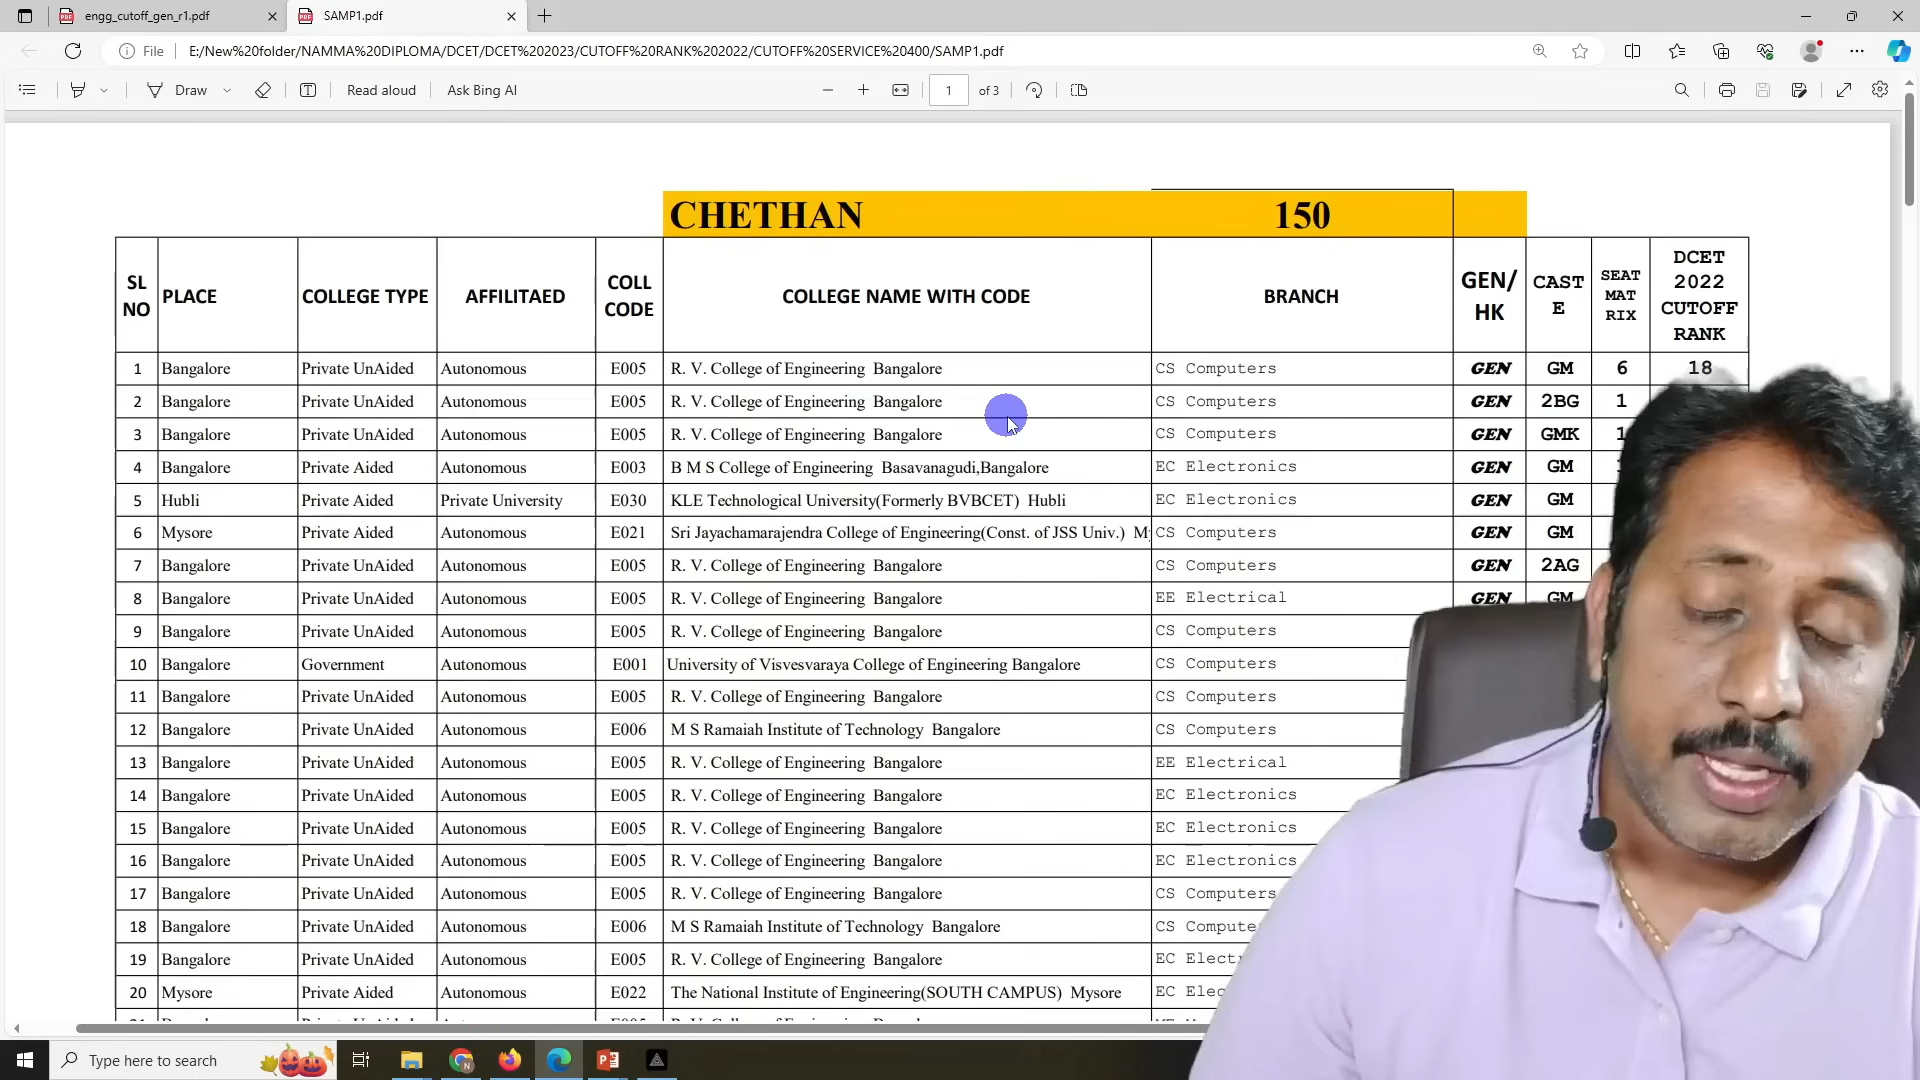 engg_cutoff_gen_r1.pdf
SAMP1.pdf
File E:/New%20folder/NAMMA%20DIPLOMA/DCET/DCET%202023/CUTOFF%20RANK%202022/CUTOFF%20SERVICE%20400/SAMP1.pdf
Draw Read aloud Ask Bing AI 1 of 3
CHETHAN 150
SL NO PLACE COLLEGE TYPE AFFILITAED COLL CODE COLLEGE NAME WITH CODE BRANCH GEN/ HK CAST E SEAT MAT RIX DCET 2022 CUTOFF RANK
1 Bangalore Private UnAided Autonomous E005 R. V. College of Engineering Bangalore CS Computers GEN GM 6 18
2 Bangalore Private UnAided Autonomous E005 R. V. College of Engineering Bangalore CS Computers GEN 2BG 1
3 Bangalore Private UnAided Autonomous E005 R. V. College of Engineering Bangalore CS Computers GEN GMK 1
4 Bangalore Private Aided Autonomous E003 B M S College of Engineering Basavanagudi,Bangalore EC Electronics GEN GM
5 Hubli Private Aided Private University E030 KLE Technological University(Formerly BVBCET) Hubli EC Electronics GEN GM
6 Mysore Private Aided Autonomous E021 Sri Jayachamarajendra College of Engineering(Const. of JSS Univ.) My CS Computers GEN GM
7 Bangalore Private UnAided Autonomous E005 R. V. College of Engineering Bangalore CS Computers GEN 2AG
8 Bangalore Private UnAided Autonomous E005 R. V. College of Engineering Bangalore EE Electrical GEN GM
9 Bangalore Private UnAided Autonomous E005 R. V. College of Engineering Bangalore CS Computers
10 Bangalore Government Autonomous E001 University of Visvesvaraya College of Engineering Bangalore CS Computers
11 Bangalore Private UnAided Autonomous E005 R. V. College of Engineering Bangalore CS Computers
12 Bangalore Private UnAided Autonomous E006 M S Ramaiah Institute of Technology Bangalore CS Computers
13 Bangalore Private UnAided Autonomous E005 R. V. College of Engineering Bangalore EE Electrical
14 Bangalore Private UnAided Autonomous E005 R. V. College of Engineering Bangalore EC Electronics
15 Bangalore Private UnAided Autonomous E005 R. V. College of Engineering Bangalore EC Electronics
16 Bangalore Private UnAided Autonomous E005 R. V. College of Engineering Bangalore EC Electronics
17 Bangalore Private UnAided Autonomous E005 R. V. College of Engineering Bangalore CS Computers
18 Bangalore Private UnAided Autonomous E006 M S Ramaiah Institute of Technology Bangalore CS Compute
19 Bangalore Private UnAided Autonomous E005 R. V. College of Engineering Bangalore EC Elect
20 Mysore Private Aided Autonomous E022 The National Institute of Engineering(SOUTH CAMPUS) Mysore EC Elec
Type here to search